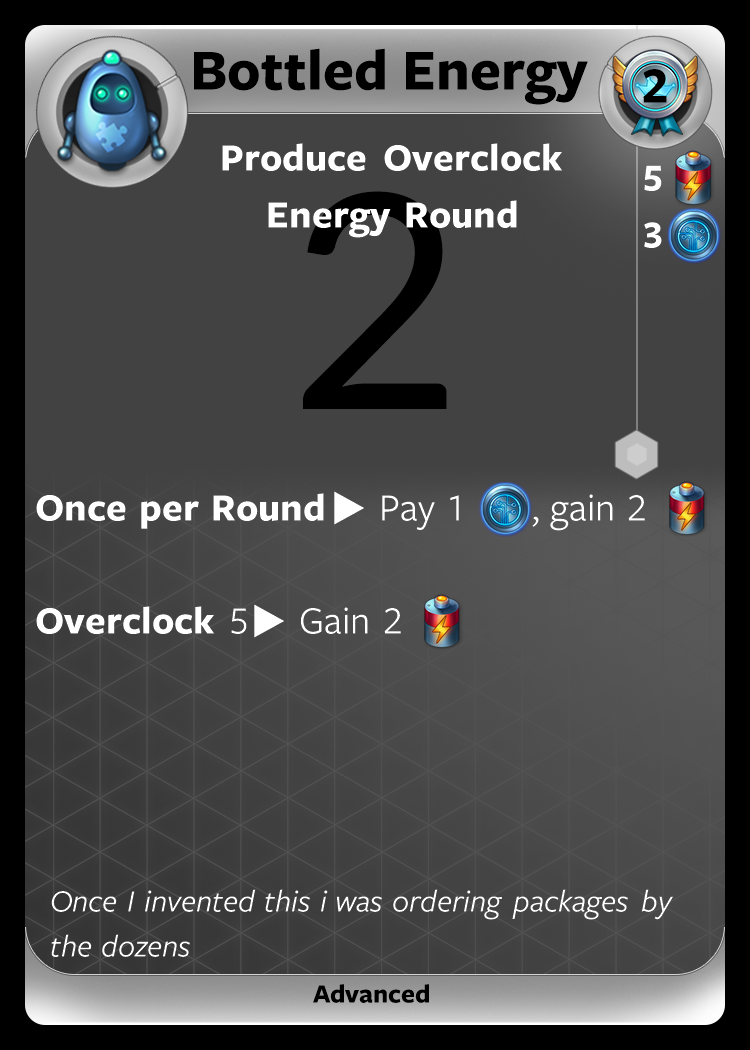 Bottled Energy
2
Produce Overclock
Energy Round
5
3
2
Once per Round▶ Pay 1 , gain 2
Overclock 5▶ Gain 2
Once I invented this i was ordering packages by
the dozens
Advanced